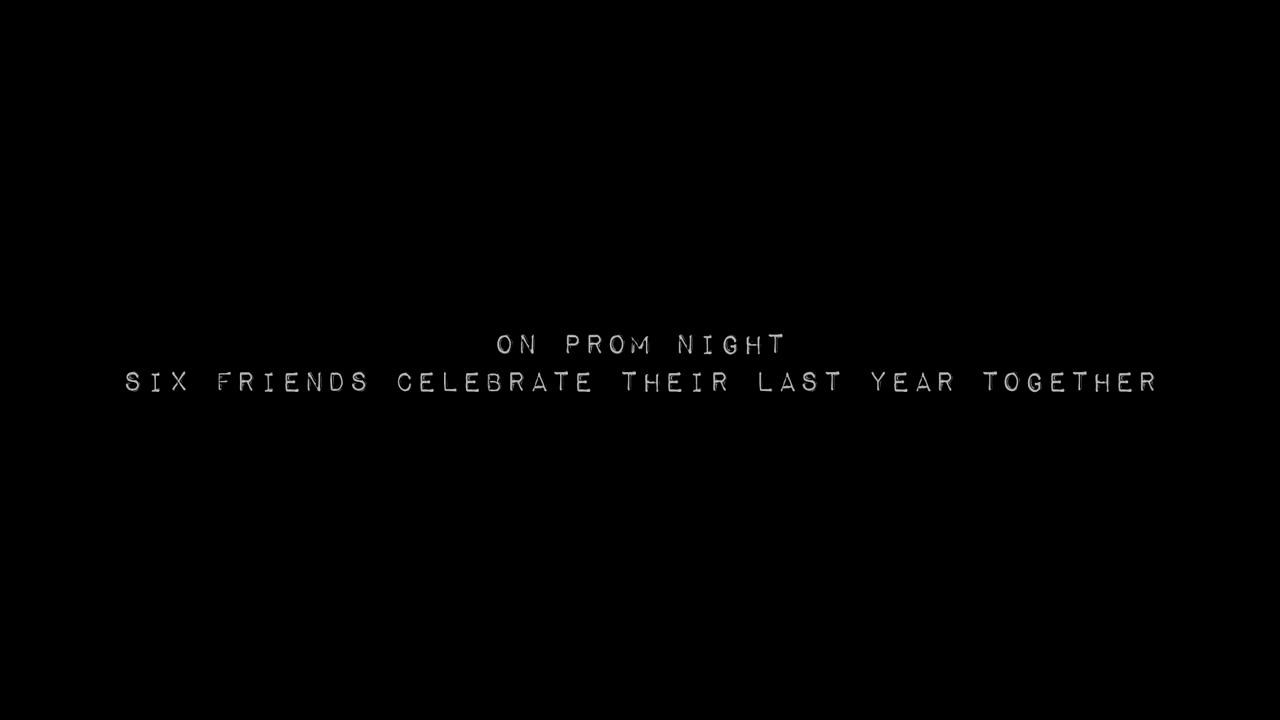 ON PROM NIGHT
SIX FRIENDS CELEBRATE THEIR LAST YEAR TOGETHER